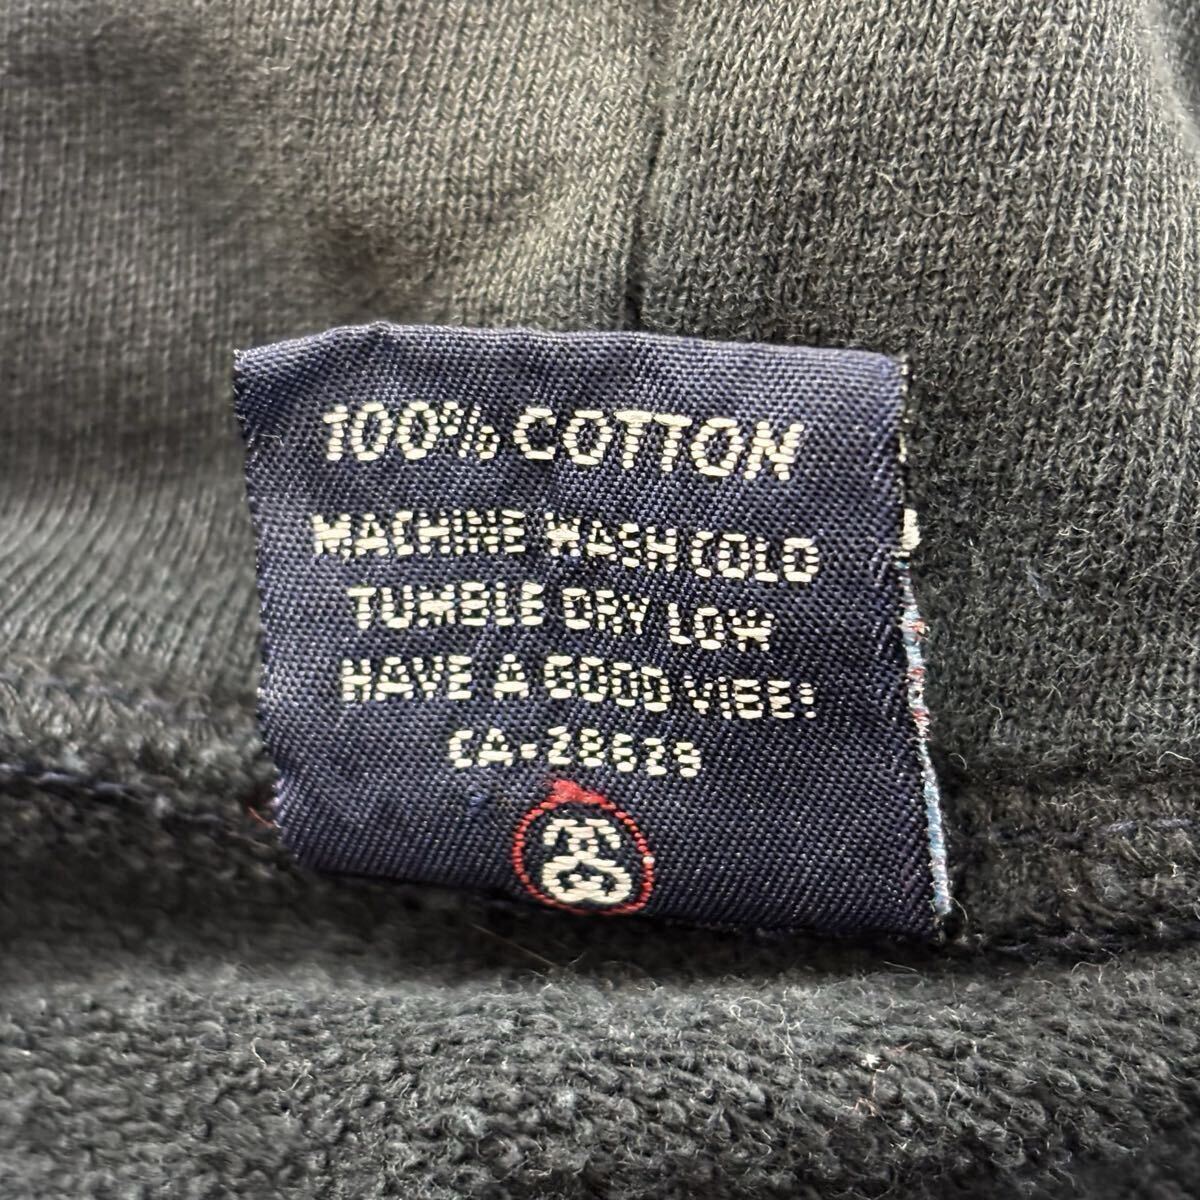 100% COTTON
MACHINE WASH COLD
TUMBLE DRY LOW
HAVE A GOOD VIBE!
CA-28629